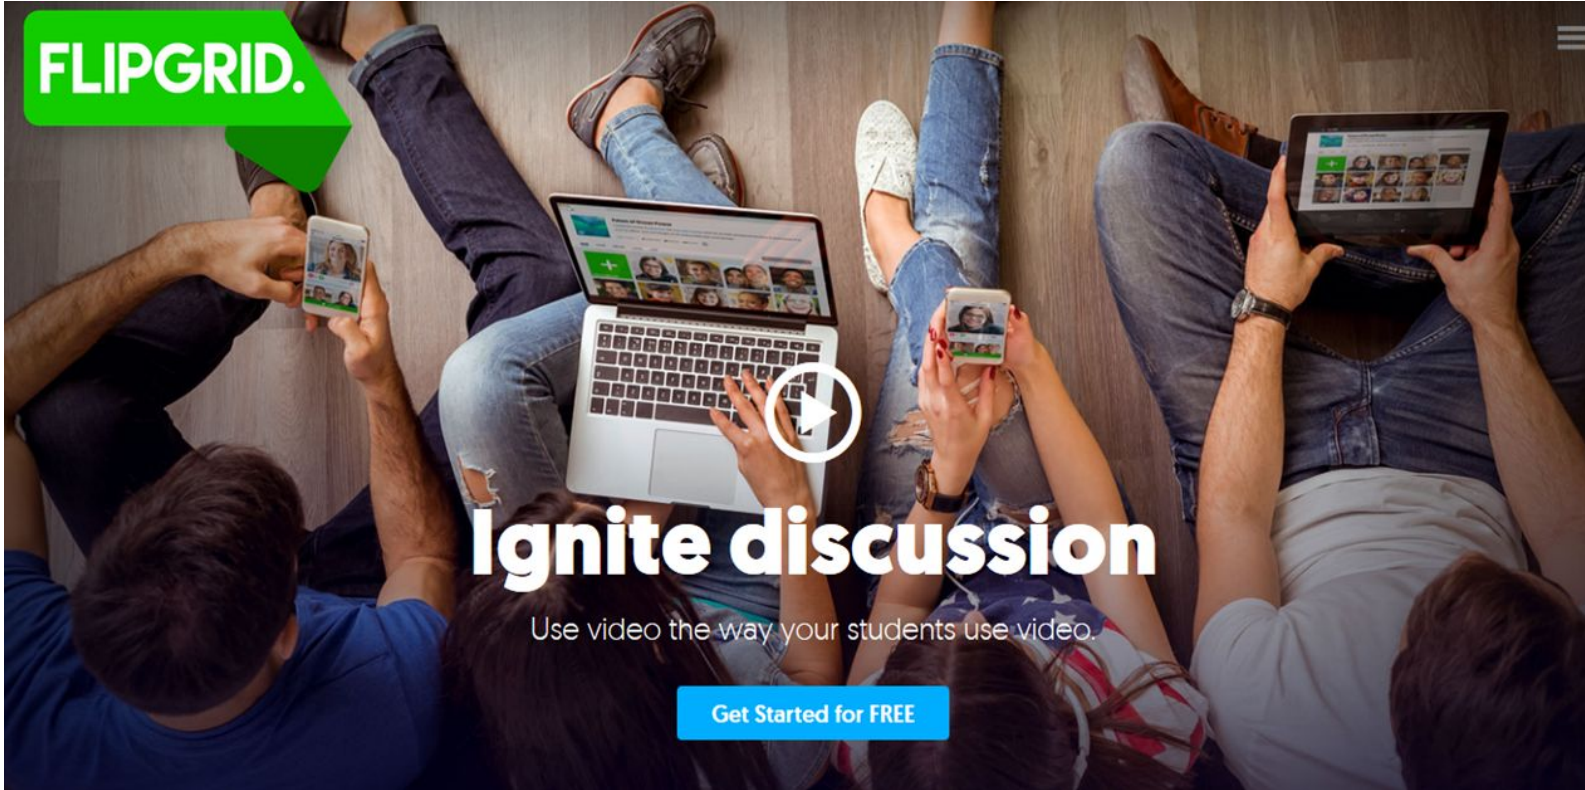 FLIPGRID.
Ignite discussion
Use video the way your students use video.
Get Started for FREE